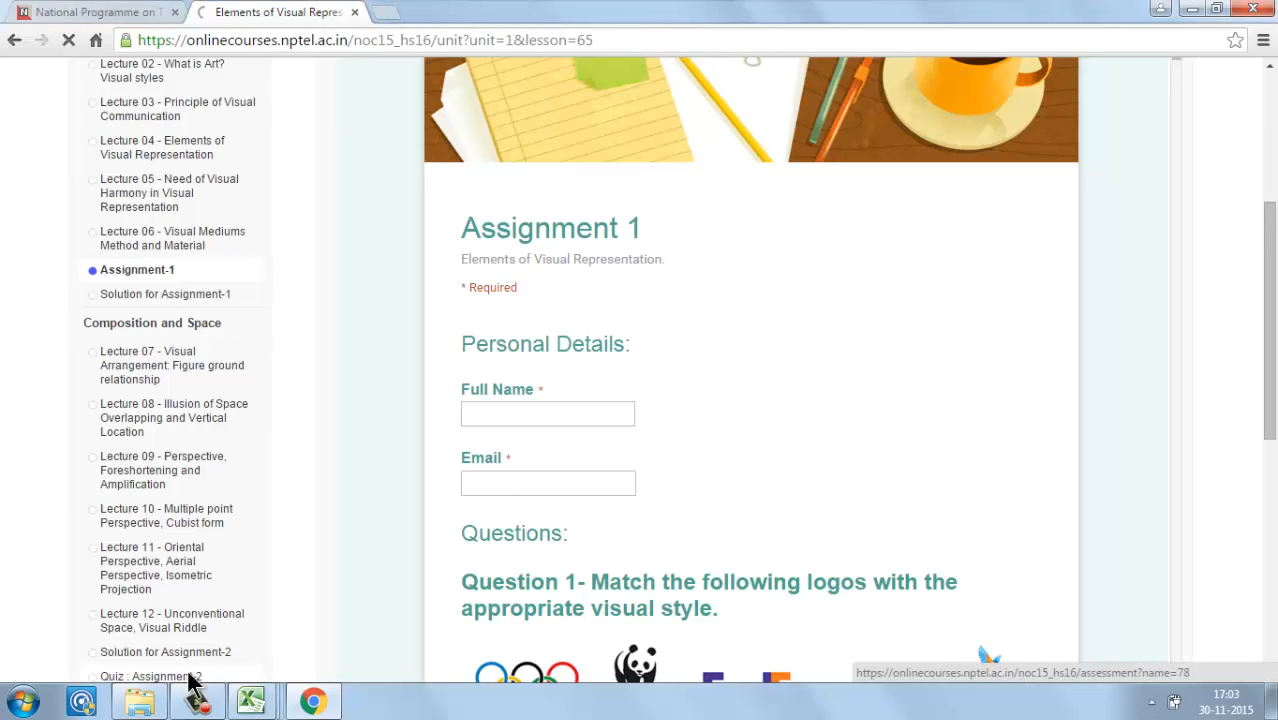 National Programme on T
Elements of Visual Repres
https://onlinecourses.nptel.ac.in/noc15_hs16/unit?unit=1&lesson=65
Lecture 02 - What is Art?
Visual styles
Lecture 03 - Principle of Visual
Communication
Lecture 04 - Elements of
Visual Representation
Lecture 05 - Need of Visual
Harmony in Visual
Representation
Lecture 06 - Visual Mediums
Method and Material
Assignment-1
Solution for Assignment-1
Composition and Space
Lecture 07 - Visual
Arrangement: Figure ground
relationship
Lecture 08 - Illusion of Space
Overlapping and Vertical
Location
Lecture 09 - Perspective,
Foreshortening and
Amplification
Lecture 10 - Multiple point
Perspective, Cubist form
Lecture 11 - Oriental
Perspective, Aerial
Perspective, Isometric
Projection
Lecture 12 - Unconventional
Space, Visual Riddle
Solution for Assignment-2
Quiz : Assignment-2
Assignment 1
Elements of Visual Representation.
* Required
Personal Details:
Full Name *
Email *
Questions:
Question 1- Match the following logos with the
appropriate visual style.
https://onlinecourses.nptel.ac.in/noc15_hs16/assessment?name=78
17:03
30-11-2015